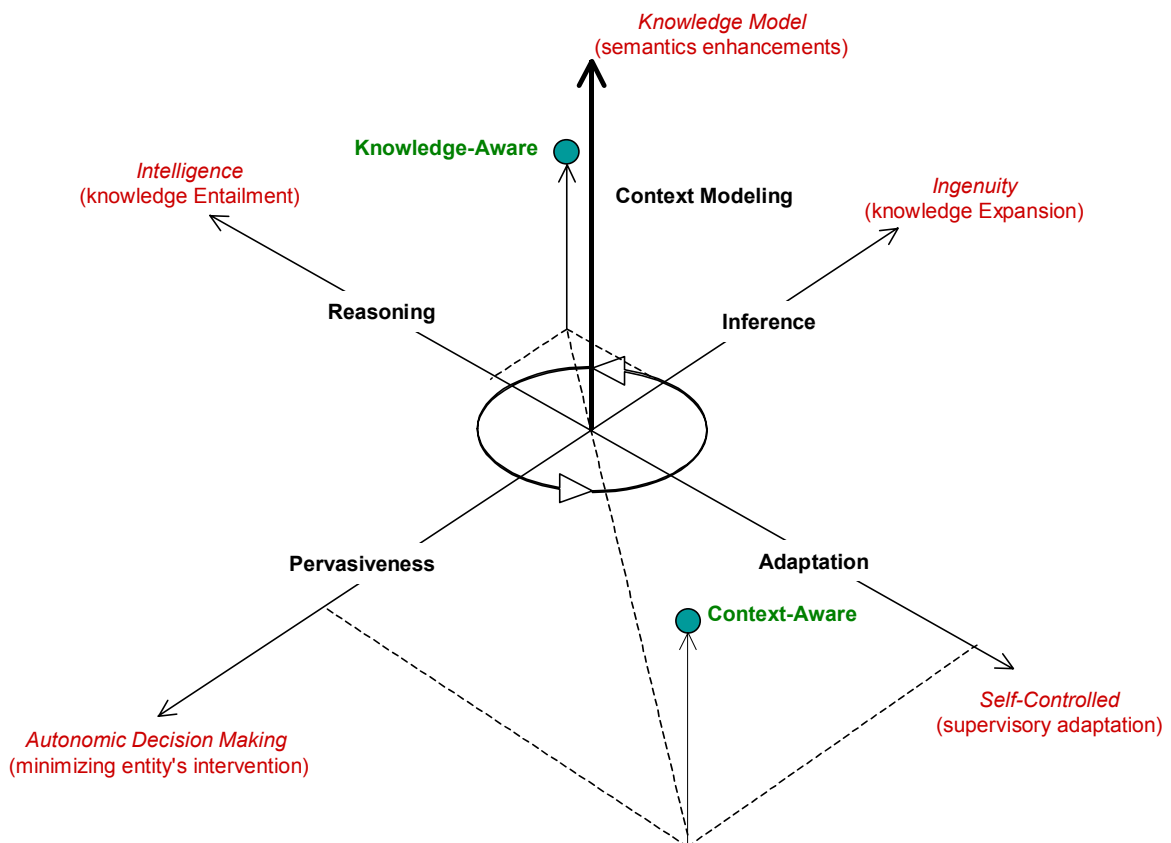 Knowledge Model
(semantics enhancements)
Knowledge-Aware
Intelligence
(knowledge Entailment)
Context Modeling
Ingenuity
(knowledge Expansion)
Reasoning
Inference
Pervasiveness
Adaptation
Context-Aware
Self-Controlled
(supervisory adaptation)
Autonomic Decision Making
(minimizing entity's intervention)